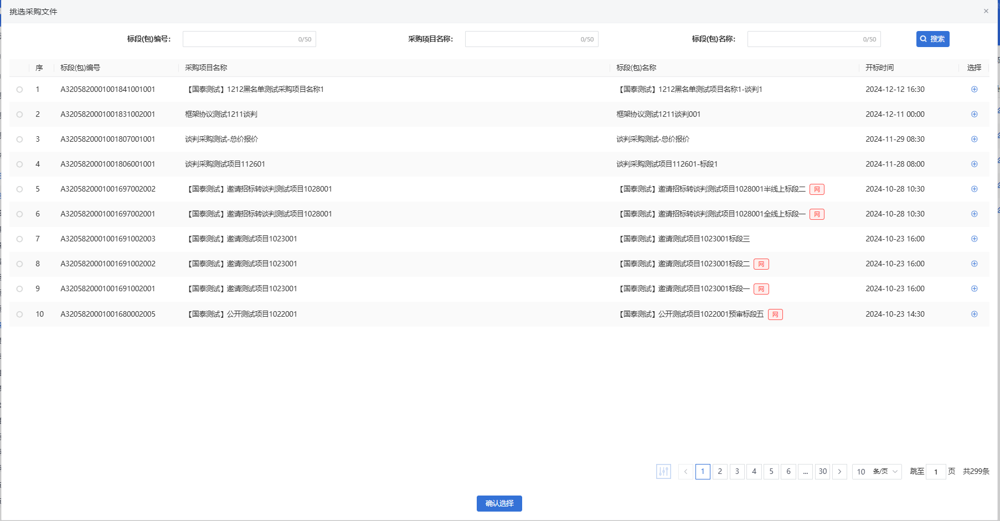 挑选采购文件
标段(包)编号: 0/50 采购项目名称: 0/50 标段(包)名称: 0/50 搜索
序 标段(包)编号 采购项目名称 标段(包)名称 开标时间 选择
1 A3205820001001841001001 【国泰测试】1212黑名单测试采购项目名称1 【国泰测试】1212黑名单测试项目名称1-谈判1 2024-12-12 16:30
2 A3205820001001831002001 框架协议测试1211谈判 框架协议测试1211谈判001 2024-12-11 00:00
3 A3205820001001807001001 谈判采购测试-总价报价 谈判采购测试-总价报价 2024-11-29 08:30
4 A3205820001001806001001 谈判采购测试项目112601 谈判采购测试项目112601-标段1 2024-11-28 08:00
5 A3205820001001697002002 【国泰测试】邀请招标转谈判测试项目1028001 【国泰测试】邀请招标转谈判测试项目1028001半线上标段二 网 2024-10-28 10:30
6 A3205820001001697002001 【国泰测试】邀请招标转谈判测试项目1028001 【国泰测试】邀请招标转谈判测试项目1028001全线上标段一 网 2024-10-28 10:30
7 A3205820001001691002003 【国泰测试】邀请测试项目1023001 【国泰测试】邀请测试项目1023001标段三 2024-10-23 16:00
8 A3205820001001691002002 【国泰测试】邀请测试项目1023001 【国泰测试】邀请测试项目1023001标段二 网 2024-10-23 16:00
9 A3205820001001691002001 【国泰测试】邀请测试项目1023001 【国泰测试】邀请测试项目1023001标段一 网 2024-10-23 16:00
10 A3205820001001680002005 【国泰测试】公开测试项目1022001 【国泰测试】公开测试项目1022001预审标段五 网 2024-10-23 14:30
1 2 3 4 5 6 ... 30 10 条/页 跳至 1 页 共299条
确认选择